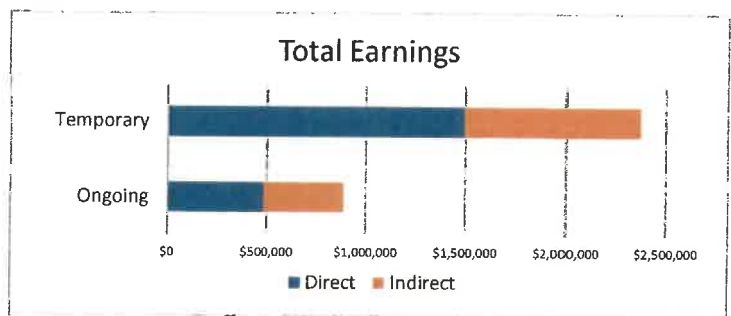 Total Earnings
Temporary
Ongoing
$0 $500,000 $1,000,000 $1,500,000 $2,000,000 $2,500,000
Direct Indirect